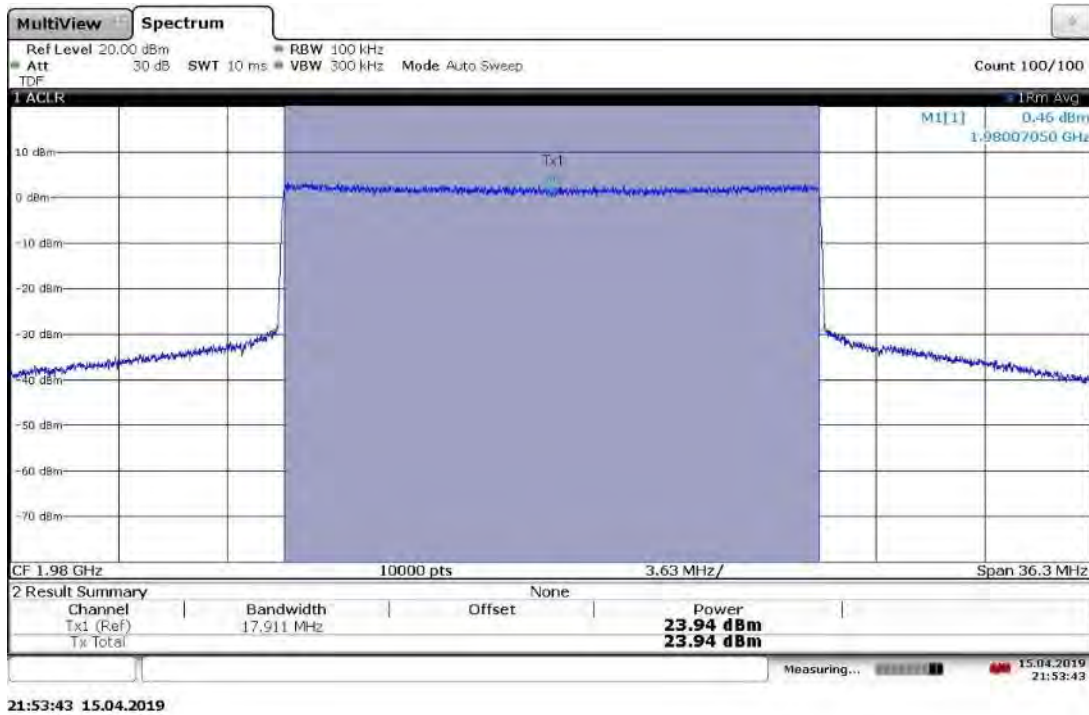 MultiView Spectrum
Ref Level 20.00 dBm RBW 100 kHz
Att 30 dB SWT 10 ms VBW 300 kHz Mode Auto Sweep Count 100/100
TDF
1 ACLR 1Rm Avg
M1[1] 0.46 dBm
1.98007050 GHz
10 dBm
Tx1
0 dBm
-10 dBm
-20 dBm
-30 dBm
-40 dBm
-50 dBm
-60 dBm
-70 dBm
CF 1.98 GHz 10000 pts 3.63 MHz/ Span 36.3 MHz
2 Result Summary None
Channel Bandwidth Offset Power
Tx1 (Ref) 17.911 MHz 23.94 dBm
Tx Total 23.94 dBm
Measuring... 15.04.2019
21:53:43
21:53:43 15.04.2019